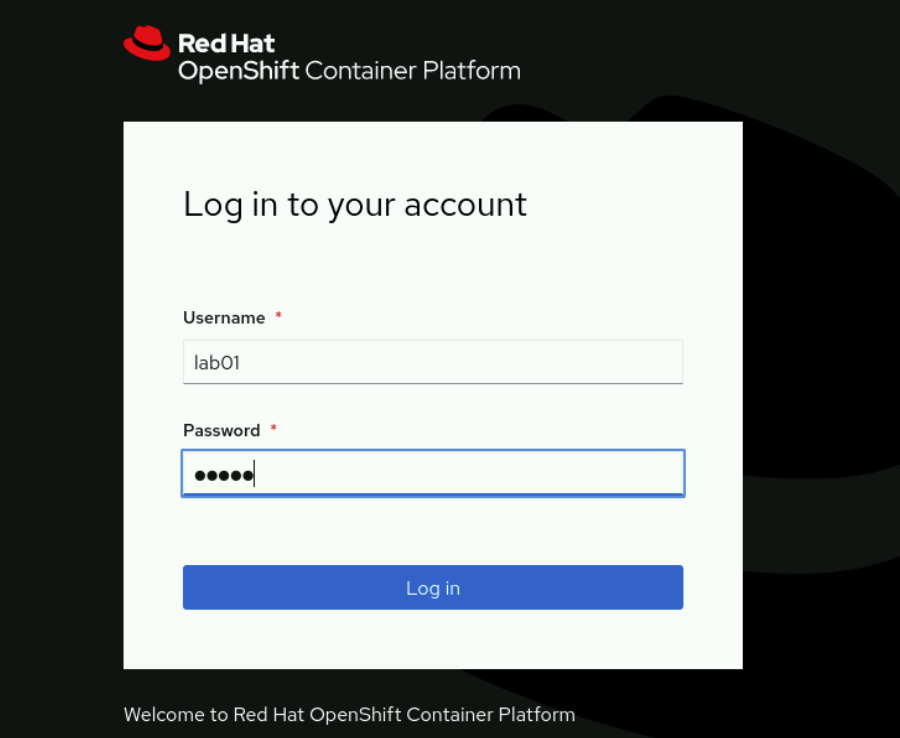 Red Hat
OpenShift Container Platform
Log in to your account
Username *
lab01
Password *
●●●●●
Log in
Welcome to Red Hat OpenShift Container Platform